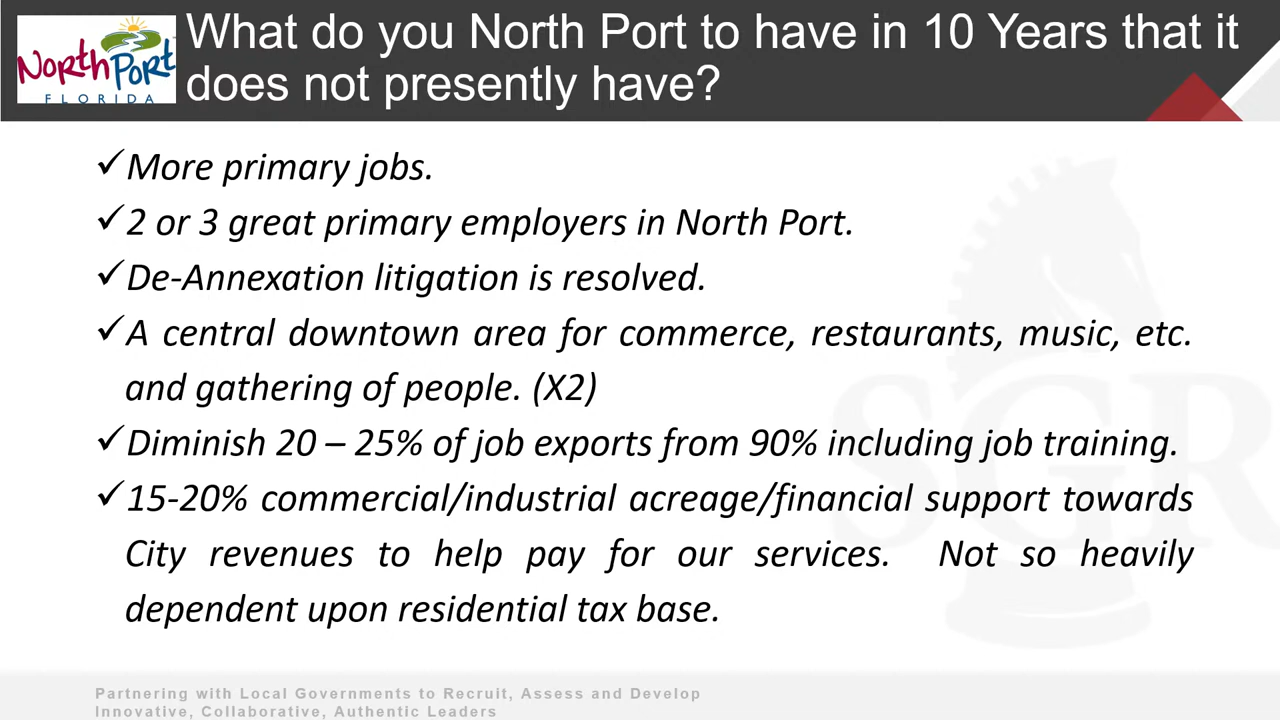 What do you North Port to have in 10 Years that it
does not presently have?
North Port
FLORIDA
✓More primary jobs.
✓2 or 3 great primary employers in North Port.
✓De-Annexation litigation is resolved.
✓A central downtown area for commerce, restaurants, music, etc.
and gathering of people. (X2)
✓Diminish 20 – 25% of job exports from 90% including job training.
✓15-20% commercial/industrial acreage/financial support towards
City revenues to help pay for our services. Not so heavily
dependent upon residential tax base.
SGR
Partnering with Local Governments to Recruit, Assess and Develop
Innovative, Collaborative, Authentic Leaders